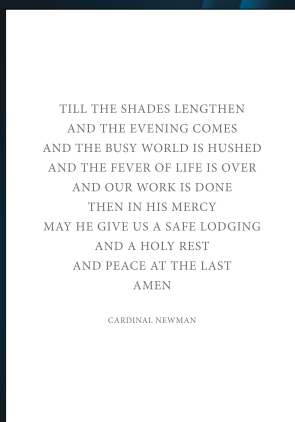 TILL THE SHADES LENGTHEN
AND THE EVENING COMES
AND THE BUSY WORLD IS HUSHED
AND THE FEVER OF LIFE IS OVER
AND OUR WORK IS DONE
THEN IN HIS MERCY
MAY HE GIVE US A SAFE LODGING
AND A HOLY REST
AND PEACE AT THE LAST
AMEN
CARDINAL NEWMAN